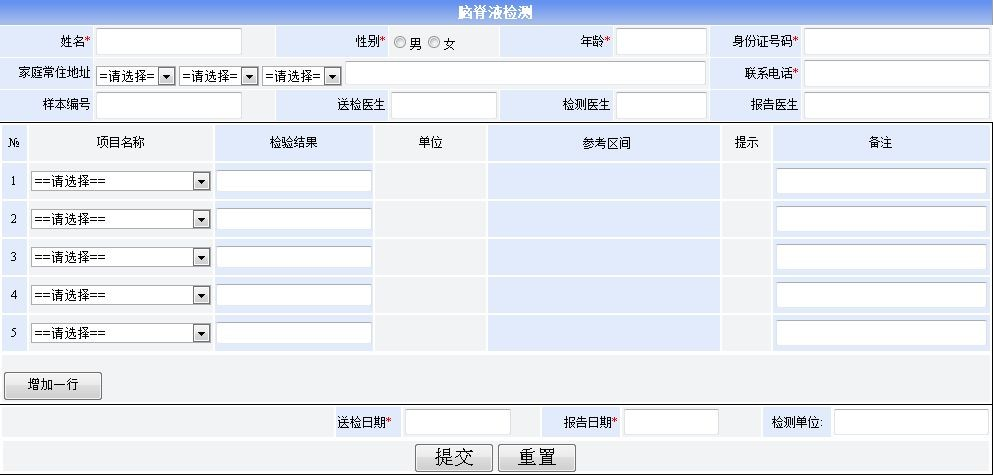 脑脊液检测
姓名* 性别* 男 女 年龄* 身份证号码*
家庭常住地址 =请选择= =请选择= =请选择= 联系电话*
样本编号 送检医生 检测医生 报告医生
№ 项目名称 检验结果 单位 参考区间 提示 备注
1 ==请选择==
2 ==请选择==
3 ==请选择==
4 ==请选择==
5 ==请选择==
增加一行
送检日期* 报告日期* 检测单位:
提交 重置